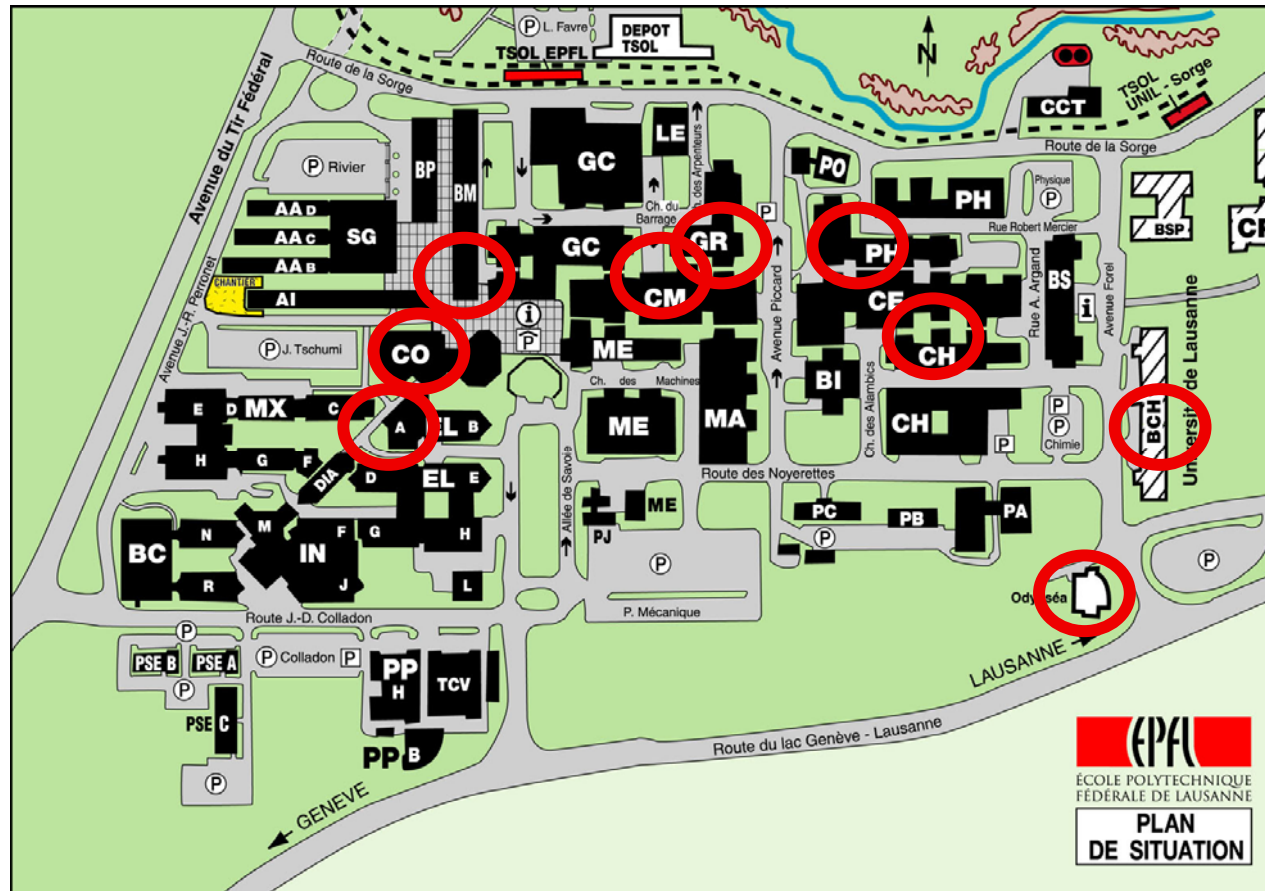 L. Favre
DEPOT
TSOL
TSOL EPFL
N
Route de la Sorge
Avenue du Tir Fédéral
CCT
TSOL
UNIL - Sorge
Route de la Sorge
P Rivier
BP
BM
GC
LE
Ch. des Arpenteurs
PO
PH
Physique
P
BSP
AA D
AA C
AA B
SG
Ch. du
Barrage
P
Rue Robert Mercier
GC
GR
PH
BS
CHANTIER
AI
CM
CE
Rue A. Argand
Avenue Forel
Avenue J.-R. Perronet
i
P
Avenue Piccard
i
Université de Lausanne
P J. Tschumi
CO
ME
CH
Ch. des Machines
BI
Ch. des Alambics
E
D
MX
C
A
EL
B
ME
MA
CH
P
P
P
Chimie
BCH
H
G
F
DIA
D
EL
E
Route des Noyerettes
Allée de Savoie
M
N
F
G
H
PJ
ME
PC
PB
PA
P
BC
IN
R
J
L
P
P
Odysséa
Route J.-D. Colladon
P. Mécanique
P
PSE B
PSE A
P Colladon P
PP
H
TCV
P
LAUSANNE
PSE C
PP B
Route du lac Genève - Lausanne
P
GENEVE
EPFL
ÉCOLE POLYTECHNIQUE
FÉDÉRALE DE LAUSANNE
PLAN
DE SITUATION